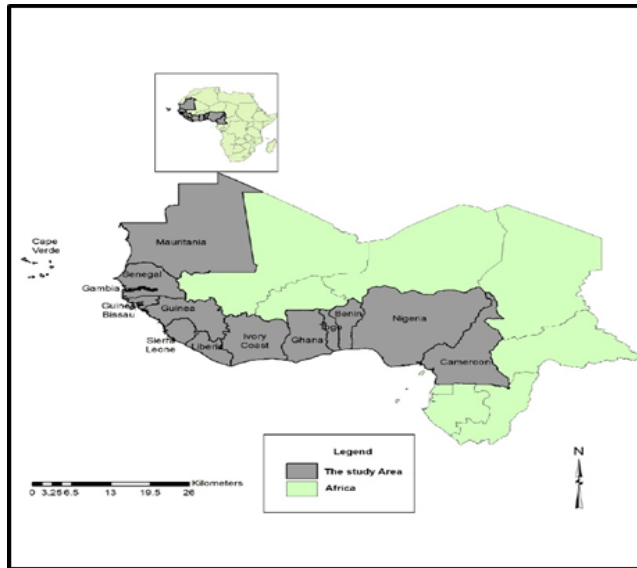 Cape
Verde
Mauritania
Senegal
Gambia
Guinea
Bissau
Guinea
Sierra
Leone
Liberia
Ivory
Coast
Ghana
Togo
Benin
Nigeria
Cameroon
Legend
The study Area
Africa
N
Kilometers
0 3.25 6.5 13 19.5 26